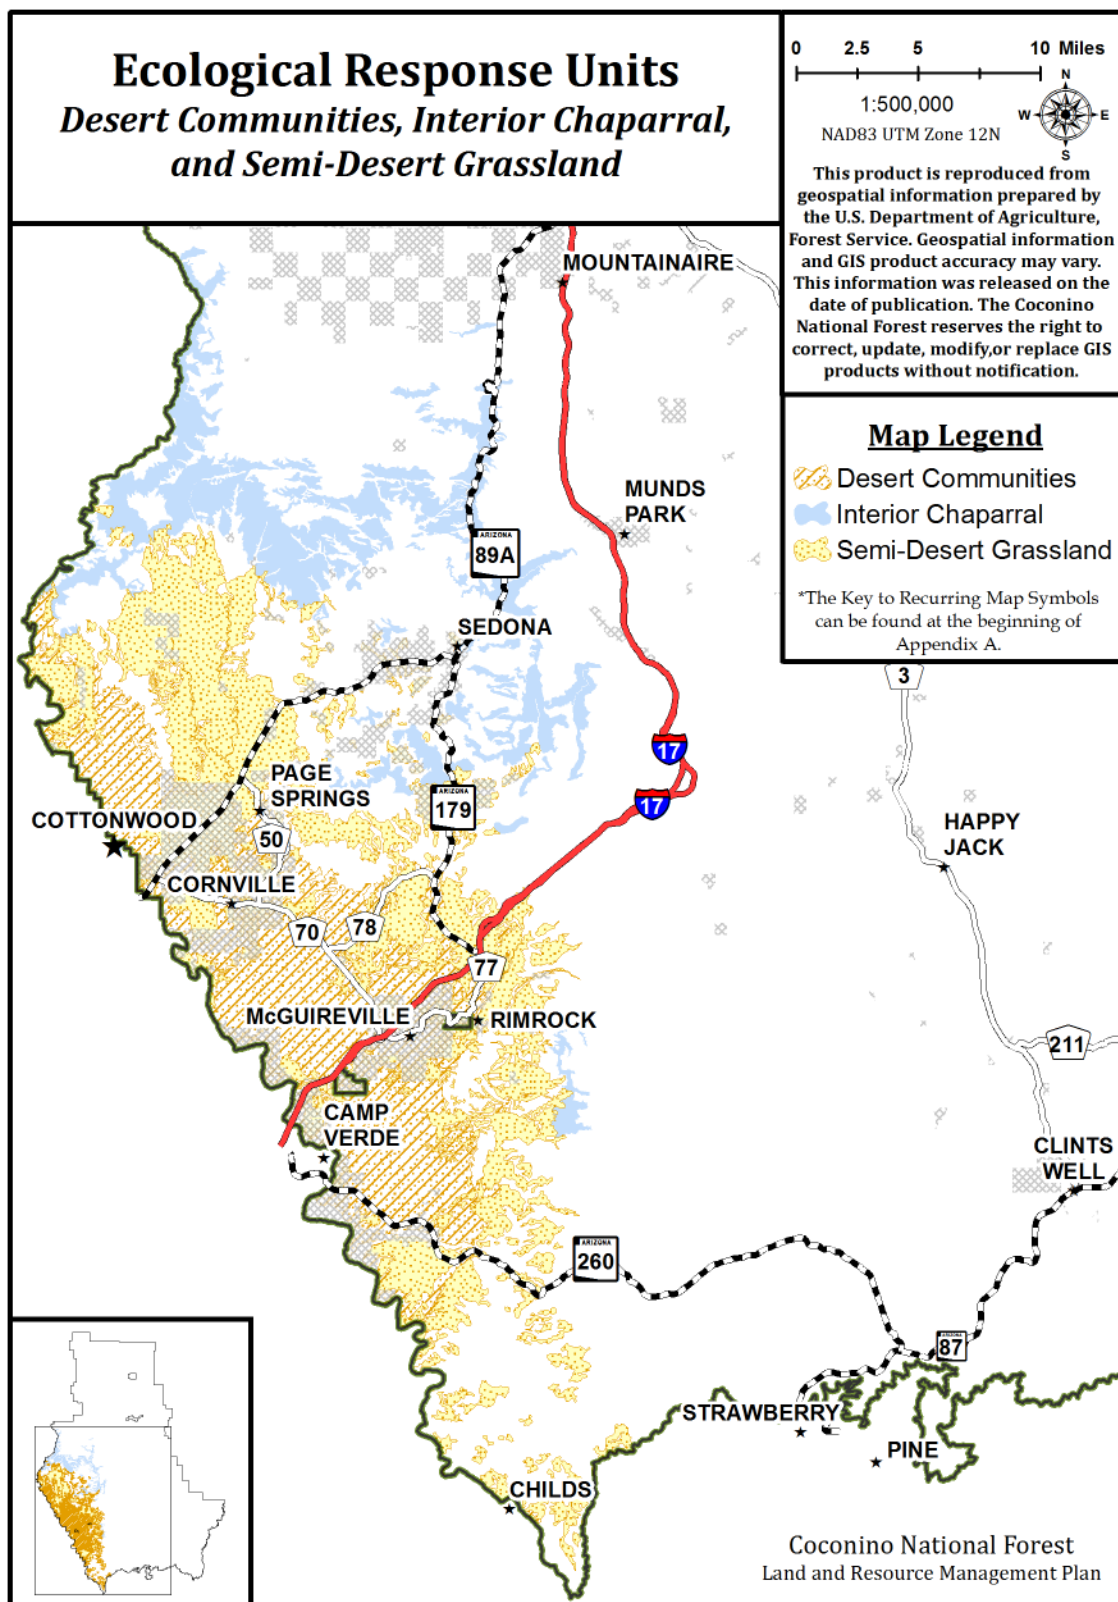 Ecological Response Units
Desert Communities, Interior Chaparral,
and Semi-Desert Grassland
0 2.5 5 10 Miles
1:500,000
NAD83 UTM Zone 12N
N
W E
S
This product is reproduced from
geospatial information prepared by
the U.S. Department of Agriculture,
Forest Service. Geospatial information
and GIS product accuracy may vary.
This information was released on the
date of publication. The Coconino
National Forest reserves the right to
correct, update, modify,or replace GIS
products without notification.
Map Legend
Desert Communities
Interior Chaparral
Semi-Desert Grassland
*The Key to Recurring Map Symbols
can be found at the beginning of
Appendix A.
MOUNTAINAIRE
MUNDS
PARK
ARIZONA
89A
SEDONA
3
17
17
PAGE
SPRINGS
ARIZONA
179
COTTONWOOD
50
HAPPY
JACK
CORNVILLE
70
78
77
McGUIREVILLE
RIMROCK
211
CAMP
VERDE
CLINTS
WELL
ARIZONA
260
ARIZONA
87
STRAWBERRY
PINE
CHILDS
Coconino National Forest
Land and Resource Management Plan